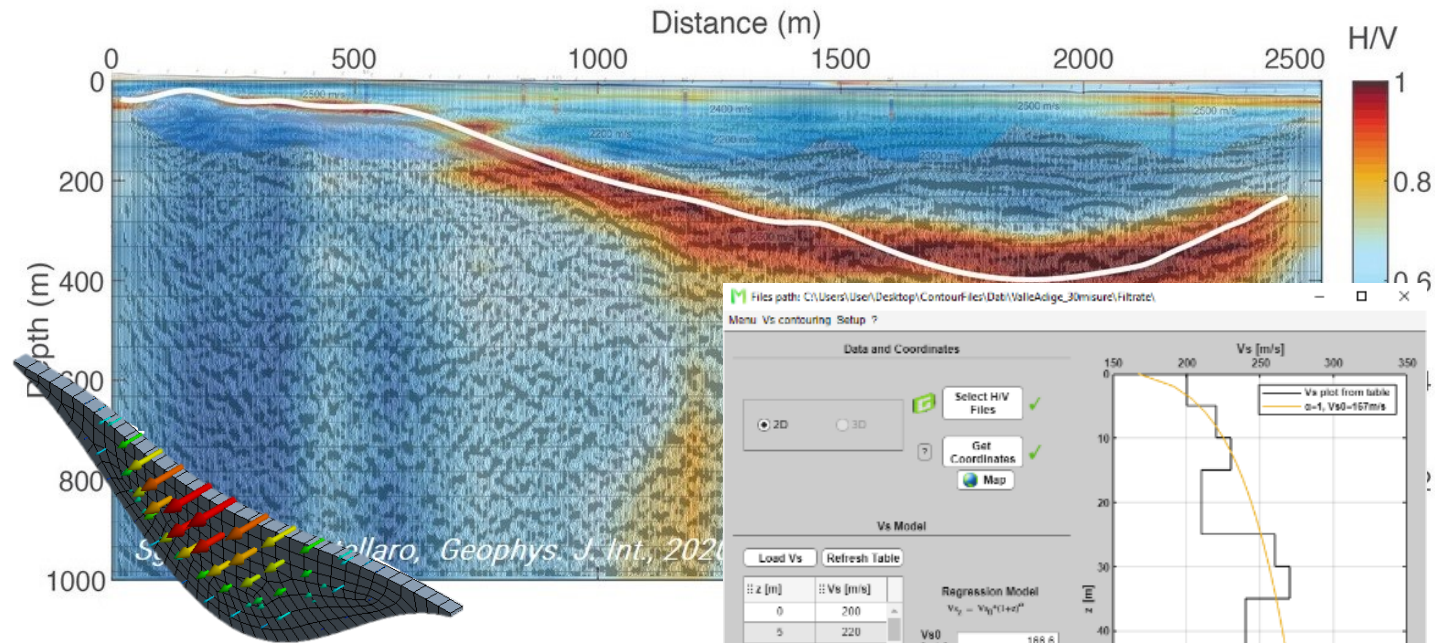 Distance (m)
H/V
0 500 1000 1500 2000 2500
0
200
400
600
800
1000
Depth (m)
1
0.8
0.6
2500 m/s
2400 m/s
2500 m/s
2500 m/s
2200 m/s
2200 m/s
Geophys. J. Int., 2020
Files path: C:\Users\User\Desktop\ContourFiles\Dati\ValleAdige_30misure\Filtrate\
Menu Vs contouring Setup ?
Data and Coordinates
2D
3D
Select H/V
Files
?
Get
Coordinates
Map
Vs Model
Load Vs
Refresh Table
z [m] Vs [m/s]
0 200
5 220
Regression Model
Vs0
166.6
Vs [m/s]
150 200 250 300 350
Vs plot from table
α=1, Vs0=167m/s
0
10
20
30
40
z [m]